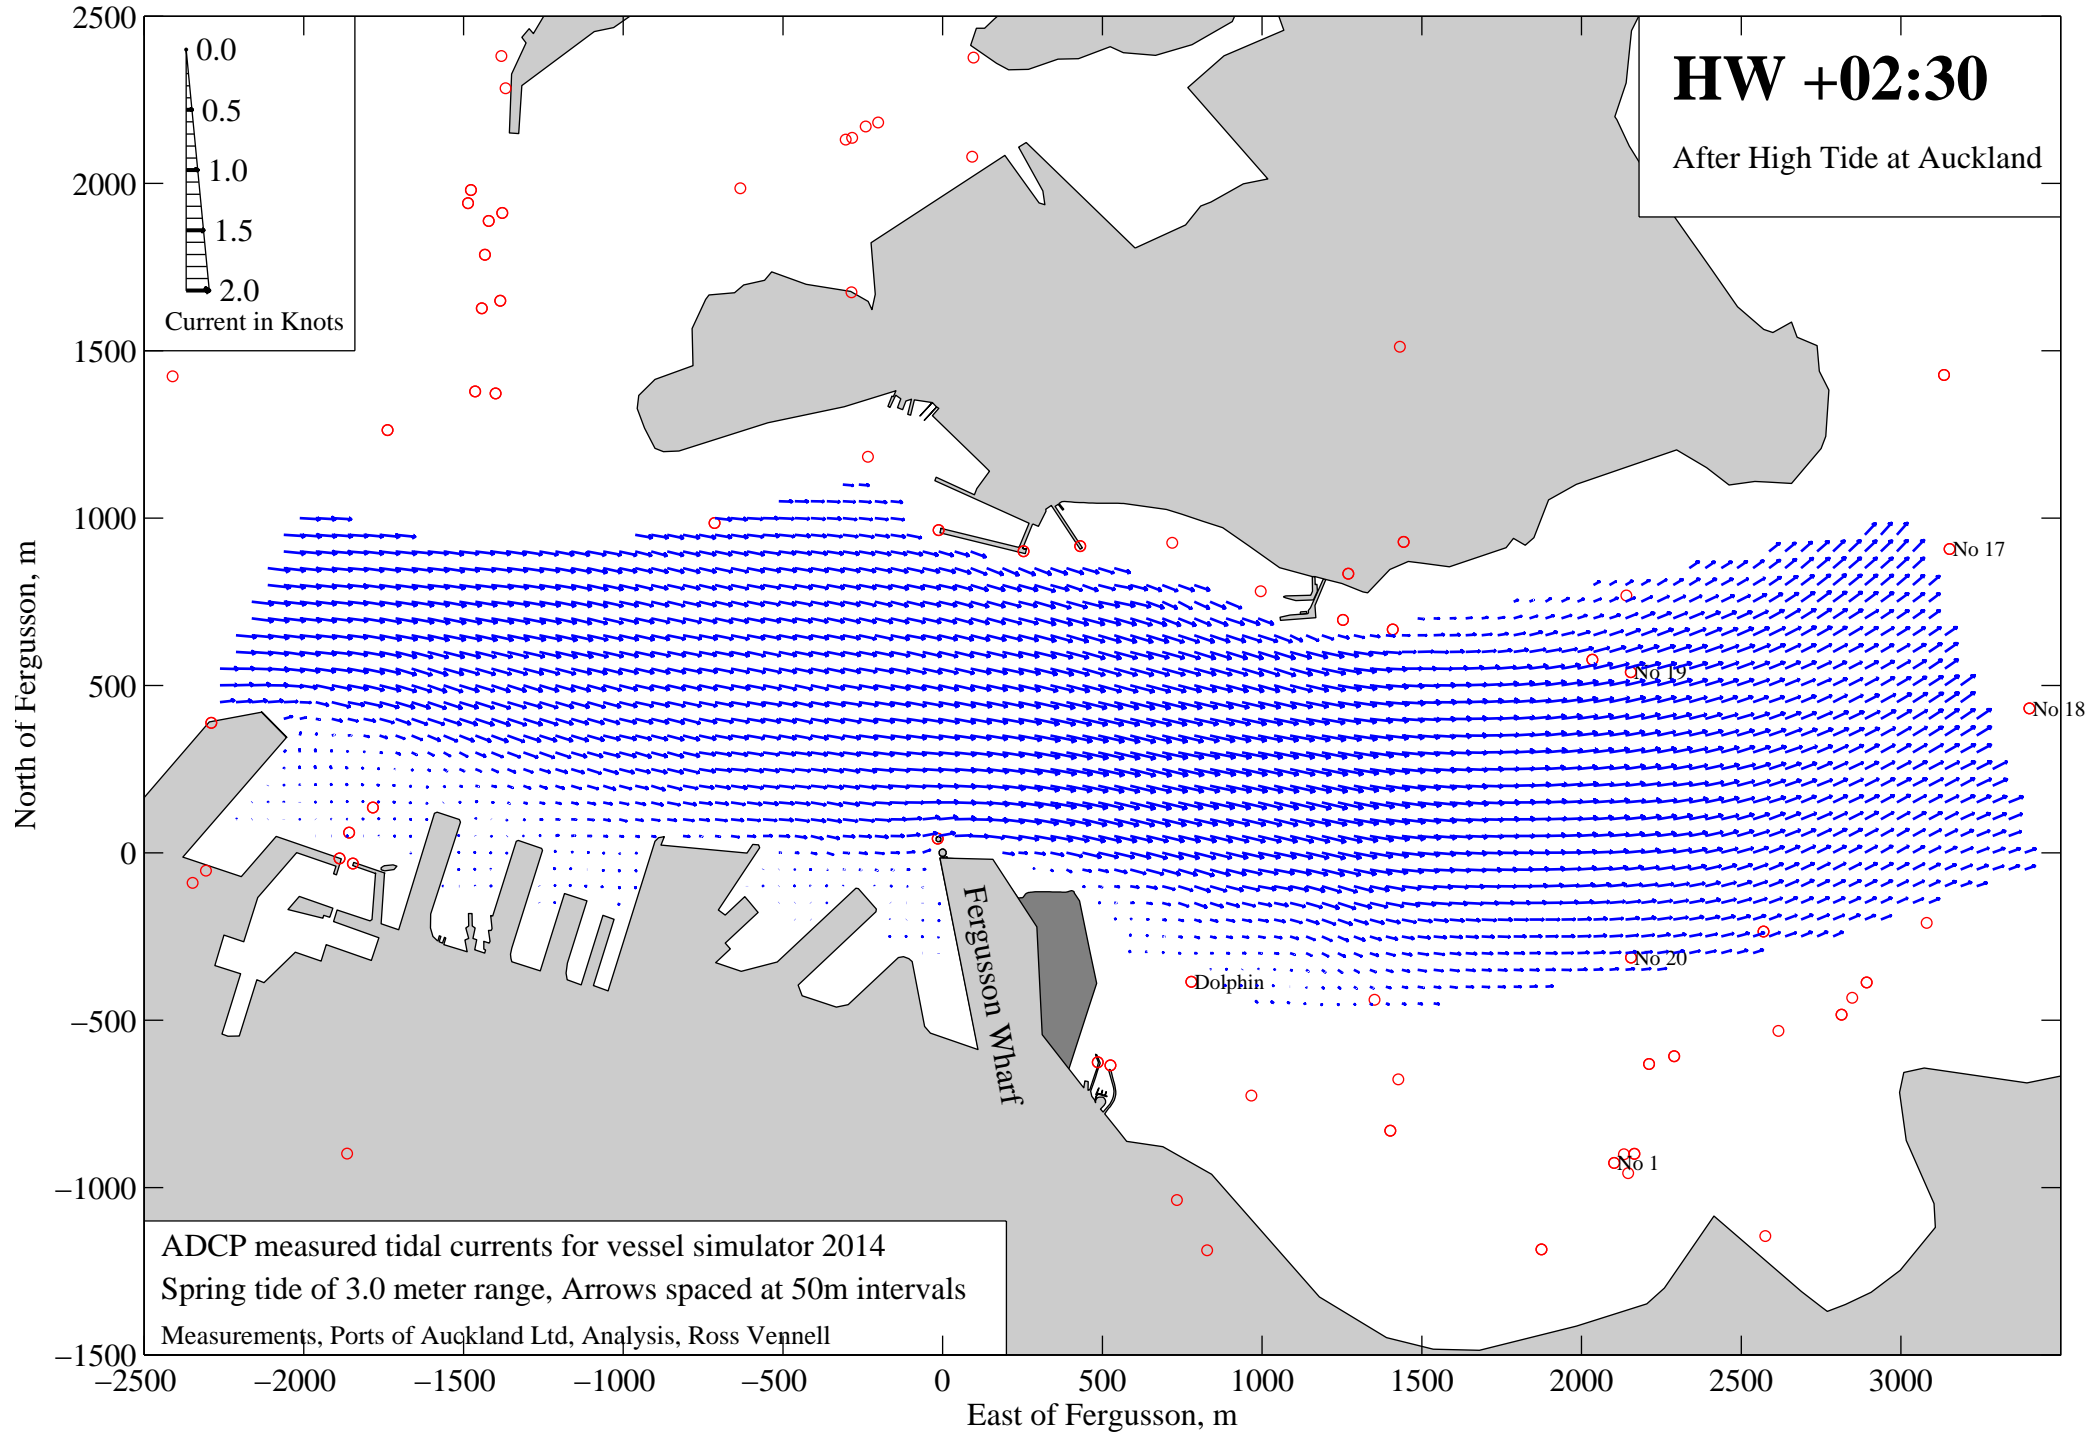 HW +02:30
After High Tide at Auckland
0.0
0.5
1.0
1.5
2.0
Current in Knots
2500
2000
1500
1000
500
0
−500
−1000
−1500
North of Fergusson, m
No 17
No 19
No 18
No 20
Dolphin
No 1
Fergusson Wharf
ADCP measured tidal currents for vessel simulator 2014
Spring tide of 3.0 meter range, Arrows spaced at 50m intervals
Measurements, Ports of Auckland Ltd, Analysis, Ross Vennell
−2500 −2000 −1500 −1000 −500 0 500 1000 1500 2000 2500 3000
East of Fergusson, m